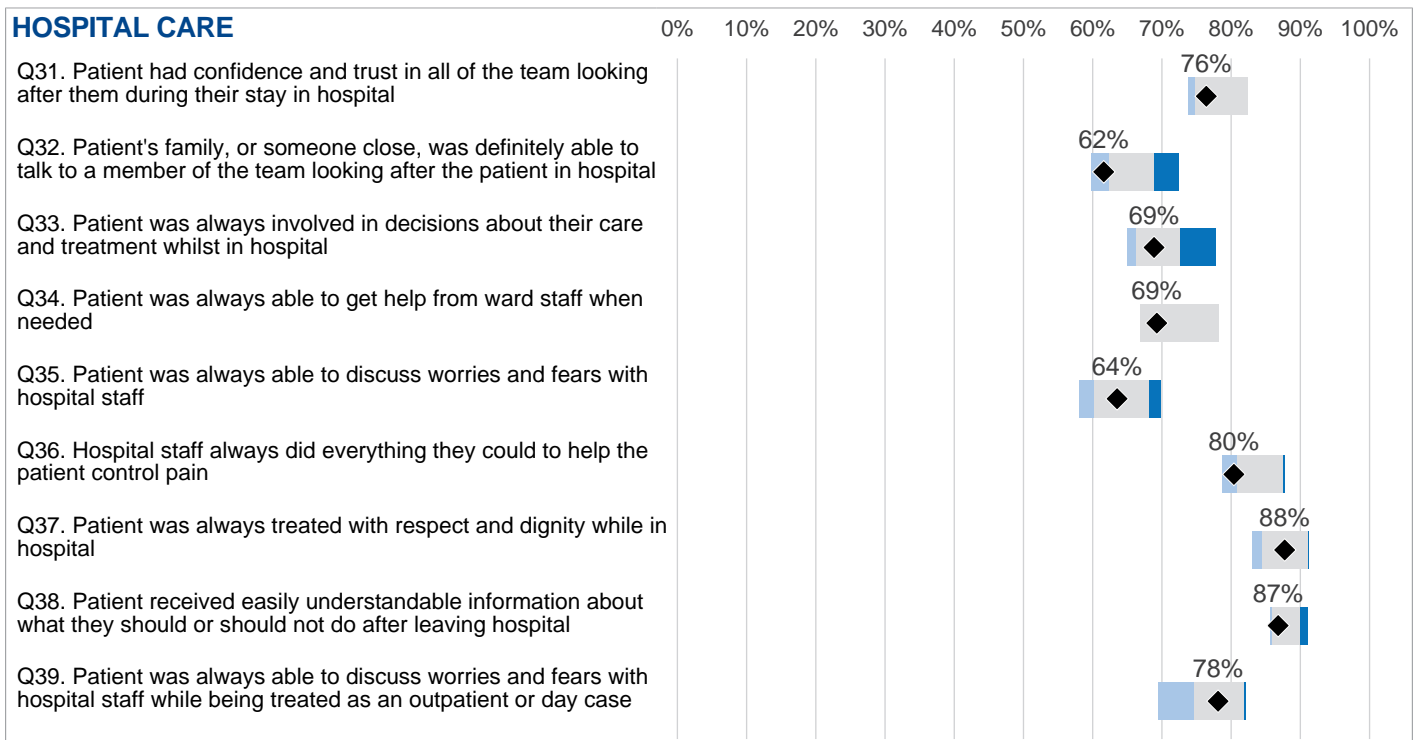 HOSPITAL CARE
0% 10% 20% 30% 40% 50% 60% 70% 80% 90% 100%
Q31. Patient had confidence and trust in all of the team looking
after them during their stay in hospital
76%
Q32. Patient's family, or someone close, was definitely able to
talk to a member of the team looking after the patient in hospital
62%
Q33. Patient was always involved in decisions about their care
and treatment whilst in hospital
69%
Q34. Patient was always able to get help from ward staff when
needed
69%
Q35. Patient was always able to discuss worries and fears with
hospital staff
64%
Q36. Hospital staff always did everything they could to help the
patient control pain
80%
Q37. Patient was always treated with respect and dignity while in
hospital
88%
Q38. Patient received easily understandable information about
what they should or should not do after leaving hospital
87%
Q39. Patient was always able to discuss worries and fears with
hospital staff while being treated as an outpatient or day case
78%